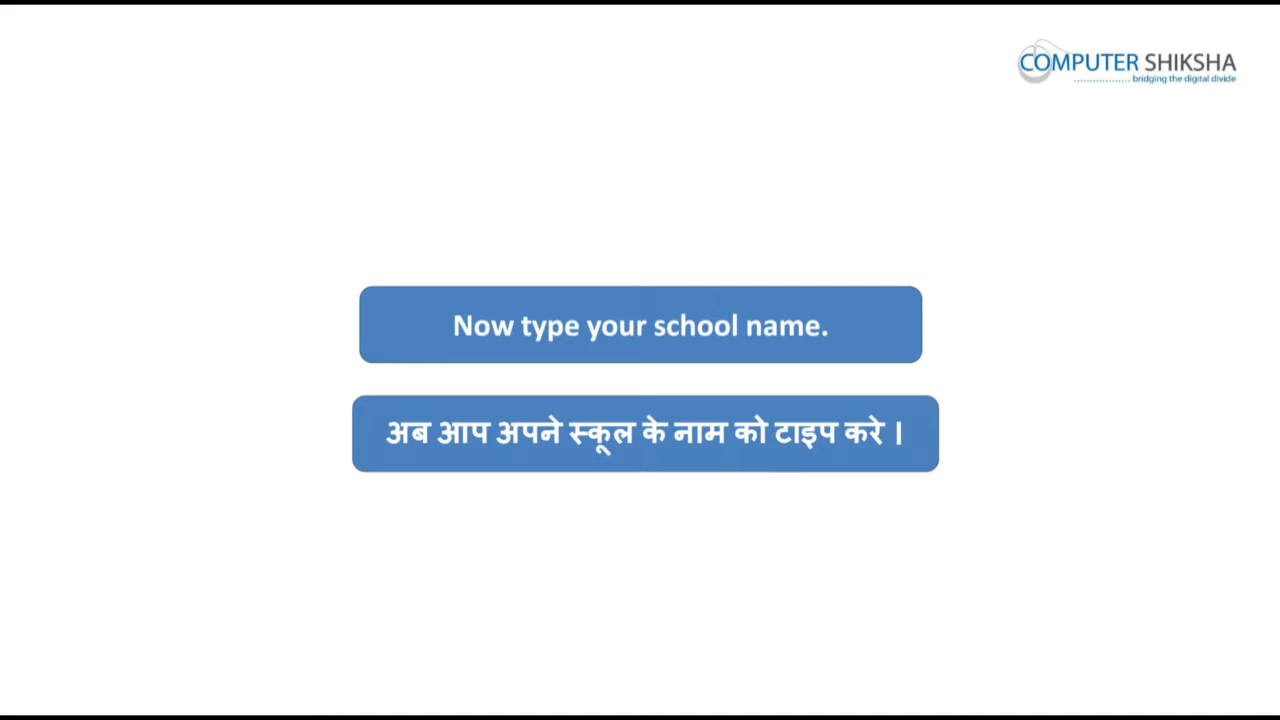 COMPUTER SHIKSHA
bridging the digital divide
Now type your school name.
अब आप अपने स्कूल के नाम को टाइप करे |